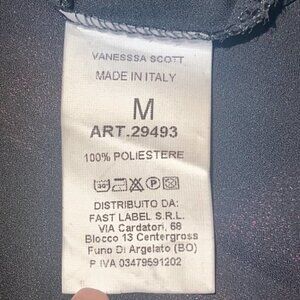 VANESSSA SCOTT
MADE IN ITALY
M
ART.29493
100% POLIESTERE
30 P
DISTRIBUITO DA:
FAST LABEL S.R.L.
VIA Cardatori, 68
Blocco 13 Centergross
Funo Di Argelato (BO)
P. IVA 03479591202